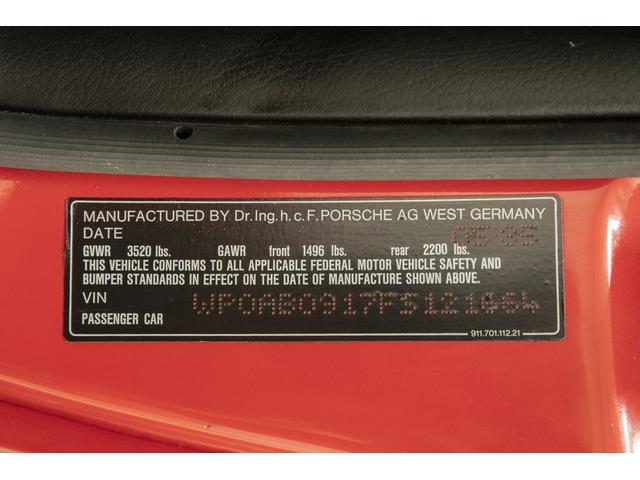 MANUFACTURED BY Dr.Ing.h.c.F.PORSCHE AG WEST GERMANY
DATE 05-85
GVWR 3520 lbs. GAWR front 1496 lbs. rear 2200 lbs.
THIS VEHICLE CONFORMS TO ALL APPLICABLE FEDERAL MOTOR VEHICLE SAFETY AND
BUMPER STANDARDS IN EFFECT ON THE DATE OF MANUFACTURE SHOWN ABOVE.
VIN WP0AB0917FS121664
PASSENGER CAR 911.701.112.21